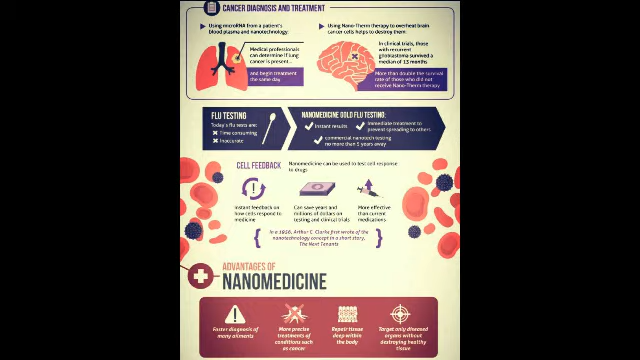 CANCER DIAGNOSIS AND TREATMENT
Using microRNA from a patient's
blood plasma and nanotechnology:
Medical professionals
can determine if lung
cancer is present...
and begin treatment
the same day
Using Nano-Therm therapy to overheat brain
cancer cells helps to destroy them
In clinical trials, those
with recurrent
glioblastoma survived a
median of 13 months
More than double the survival
rate of those who did not
receive Nano-Therm therapy
FLU TESTING
Today's flu tests are:
Time consuming
Inaccurate
NANOMEDICINE GOLD FLU TESTING:
Instant results
Immediate treatment to
prevent spreading to others
commercial nanotech testing
no more than 5 years away
CELL FEEDBACK
Nanomedicine can be used to test cell response
to drugs
Instant feedback on
how cells respond to
medicine
Can save years and
millions of dollars on
testing and clinical trials
More effective
than current
medications
In a 1956, Arthur C. Clarke first wrote of the
nanotechnology concept in a short story,
The Next Tenants
ADVANTAGES OF
NANOMEDICINE
Faster diagnosis of
many ailments
More precise
treatments of
conditions such
as cancer
Repair tissue
deep within
the body
Target only diseased
organs without
destroying healthy
tissue